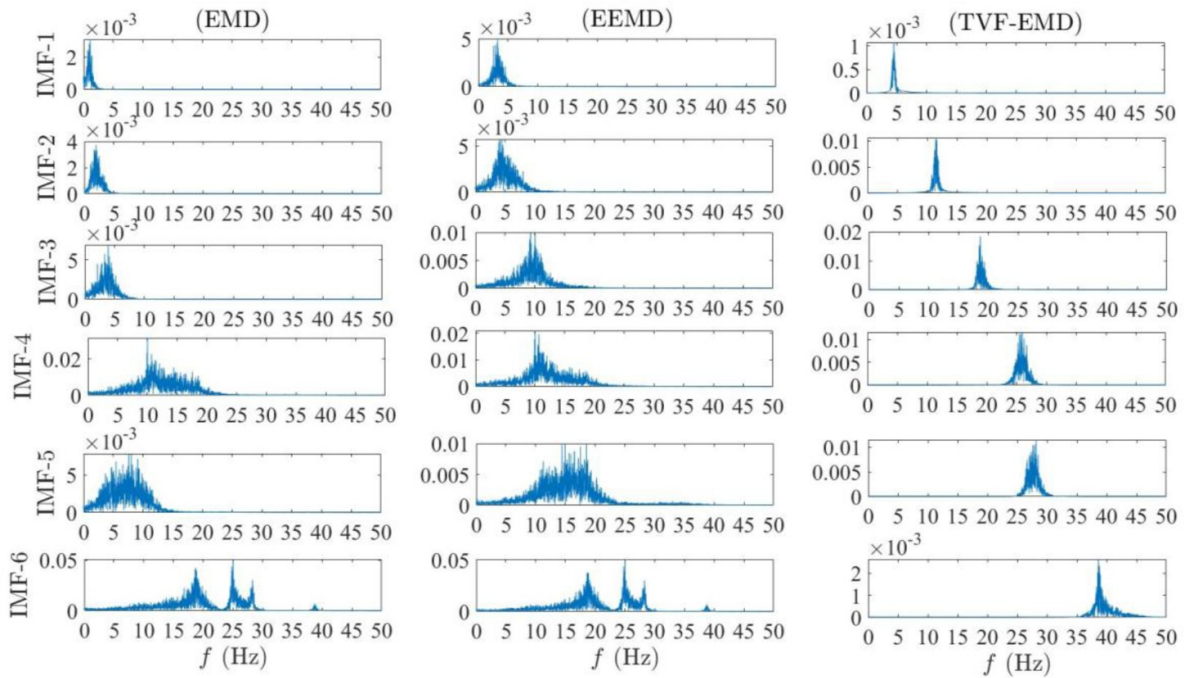 (EMD) (EEMD) (TVF-EMD)
×10⁻³ ×10⁻³
IMF-1 2 0 5 0 1 0.5 0
0 5 10 15 20 25 30 35 40 45 50 0 5 10 15 20 25 30 35 40 45 50 0 5 10 15 20 25 30 35 40 45 50
×10⁻³ ×10⁻³
IMF-2 4 2 0 5 0 0.01 0.005 0
0 5 10 15 20 25 30 35 40 45 50 0 5 10 15 20 25 30 35 40 45 50 0 5 10 15 20 25 30 35 40 45 50
×10⁻³
IMF-3 5 0 0.01 0.005 0 0.02 0.01 0
0 5 10 15 20 25 30 35 40 45 50 0 5 10 15 20 25 30 35 40 45 50 0 5 10 15 20 25 30 35 40 45 50
IMF-4 0.02 0 0.02 0.01 0 0.01 0.005 0
0 5 10 15 20 25 30 35 40 45 50 0 5 10 15 20 25 30 35 40 45 50 0 5 10 15 20 25 30 35 40 45 50
×10⁻³
IMF-5 5 0 0.01 0.005 0 0.01 0.005 0
0 5 10 15 20 25 30 35 40 45 50 0 5 10 15 20 25 30 35 40 45 50 0 5 10 15 20 25 30 35 40 45 50
×10⁻³
IMF-6 0.05 0 0.05 0 2 1 0
0 5 10 15 20 25 30 35 40 45 50 0 5 10 15 20 25 30 35 40 45 50 0 5 10 15 20 25 30 35 40 45 50
f (Hz) f (Hz) f (Hz)